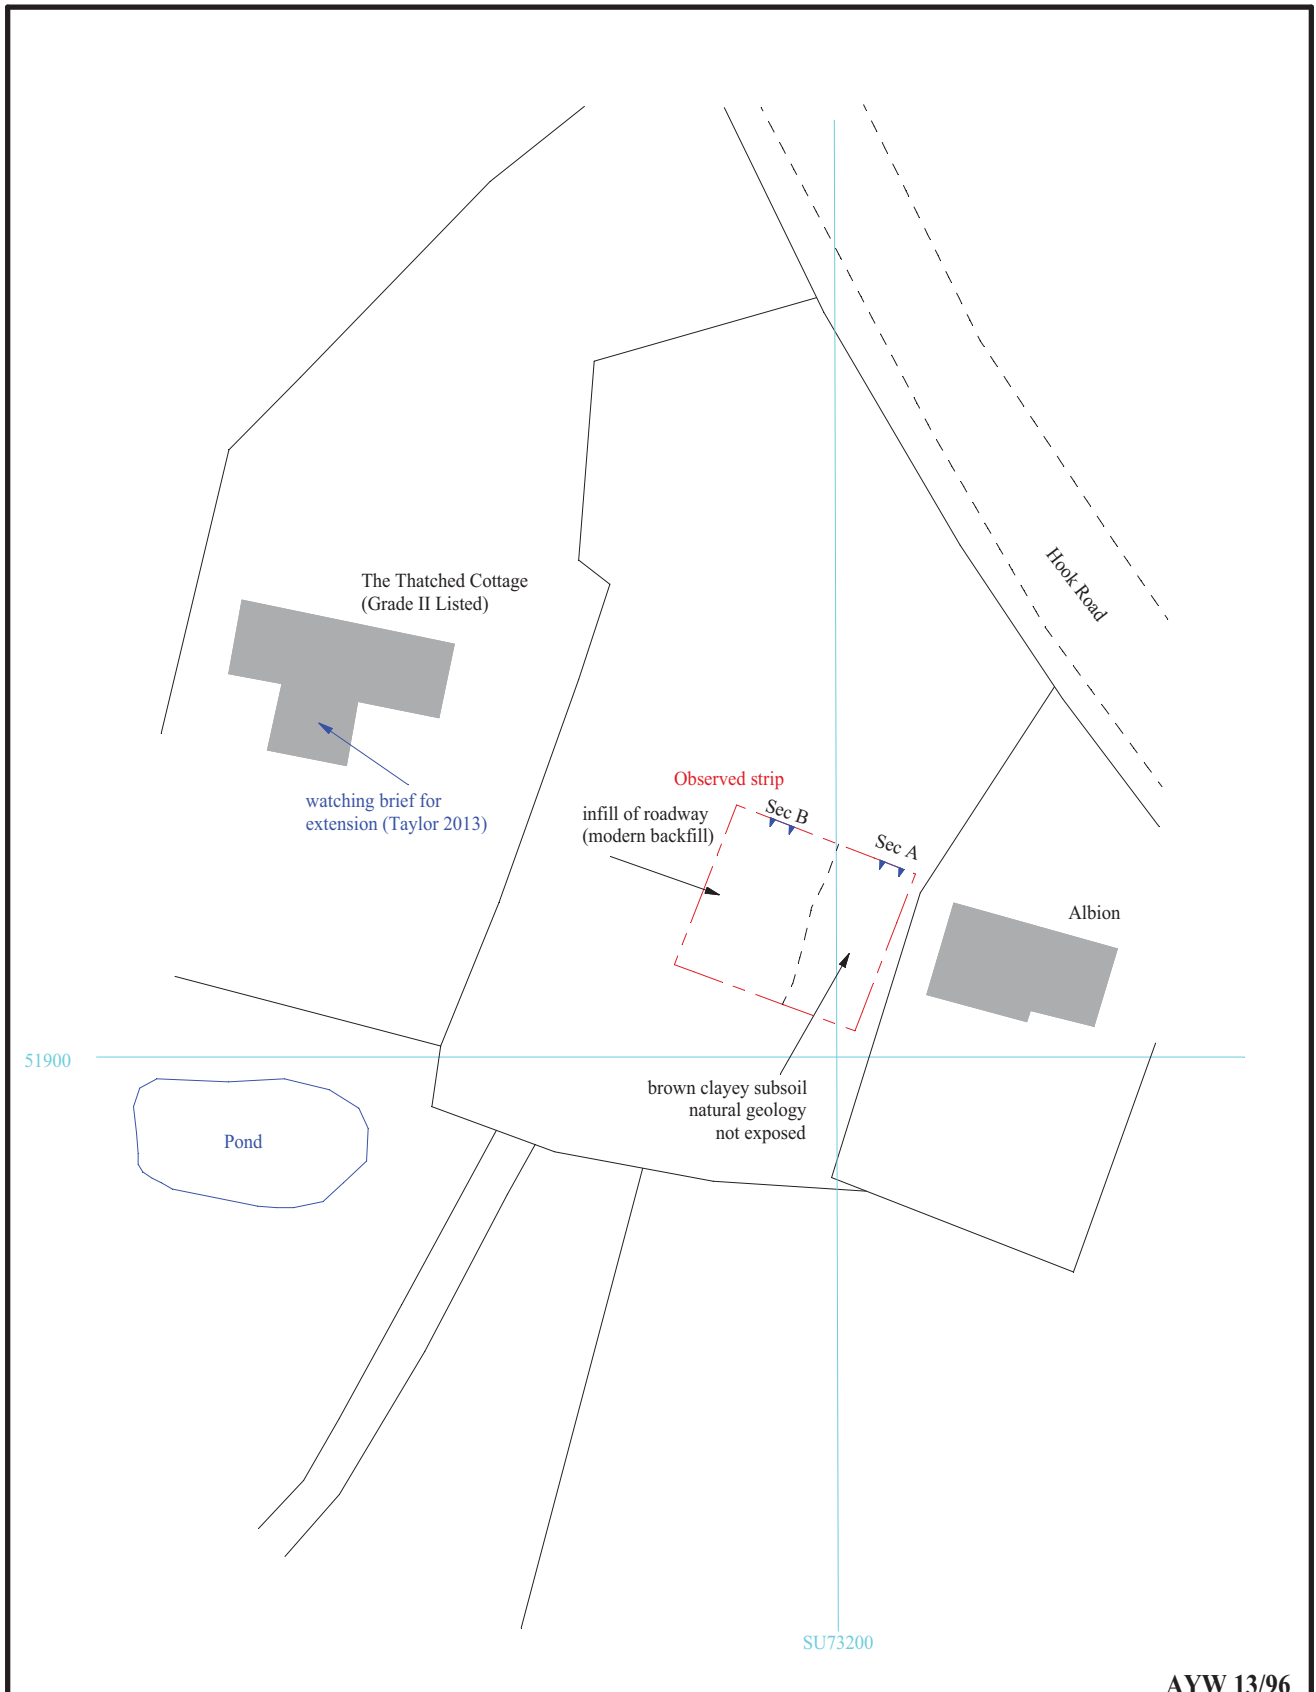 Hook Road
The Thatched Cottage
(Grade II Listed)
watching brief for
extension (Taylor 2013)
Observed strip
infill of roadway
(modern backfill)
Sec B
Sec A
Albion
51900
brown clayey subsoil
natural geology
not exposed
Pond
SU73200
AYW 13/96